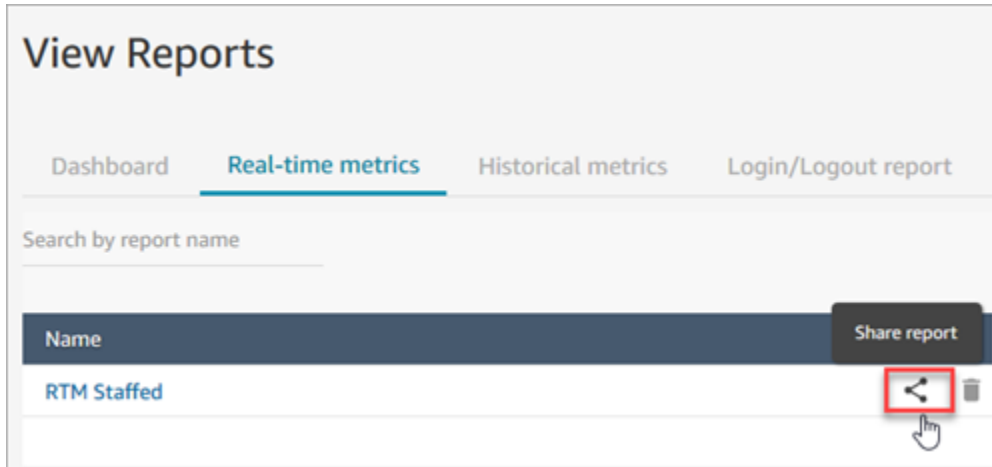 View Reports
Dashboard Real-time metrics Historical metrics Login/Logout report
Search by report name
Name
Share report
RTM Staffed